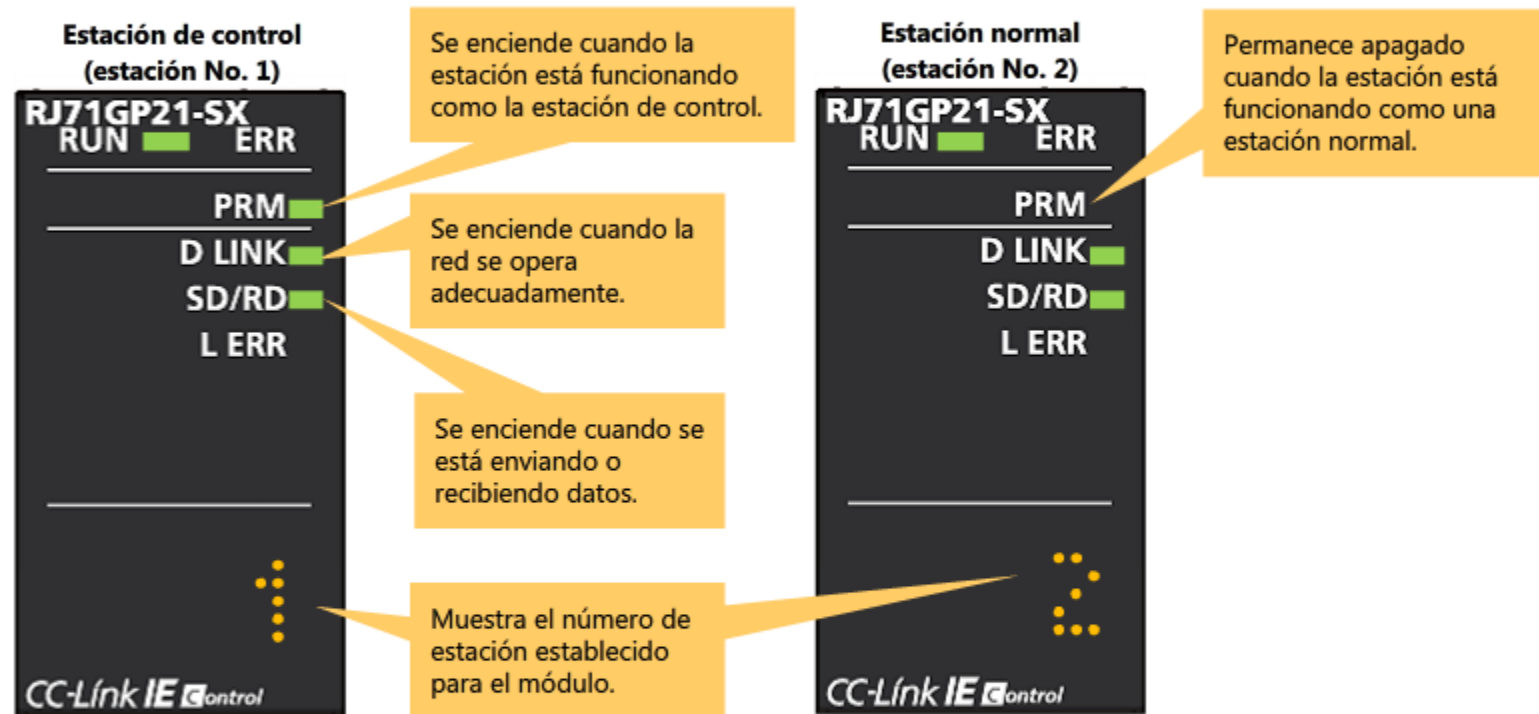 Estación de control
(estación No. 1)
RJ71GP21-SX
RUN ERR
PRM
D LINK
SD/RD
L ERR
1
CC-Línk IE Control
Se enciende cuando la
estación está funcionando
como la estación de control.
Se enciende cuando la
red se opera
adecuadamente.
Se enciende cuando se
está enviando o
recibiendo datos.
Muestra el número de
estación establecido
para el módulo.
Estación normal
(estación No. 2)
RJ71GP21-SX
RUN ERR
PRM
D LINK
SD/RD
L ERR
2
CC-Línk IE Control
Permanece apagado
cuando la estación está
funcionando como una
estación normal.